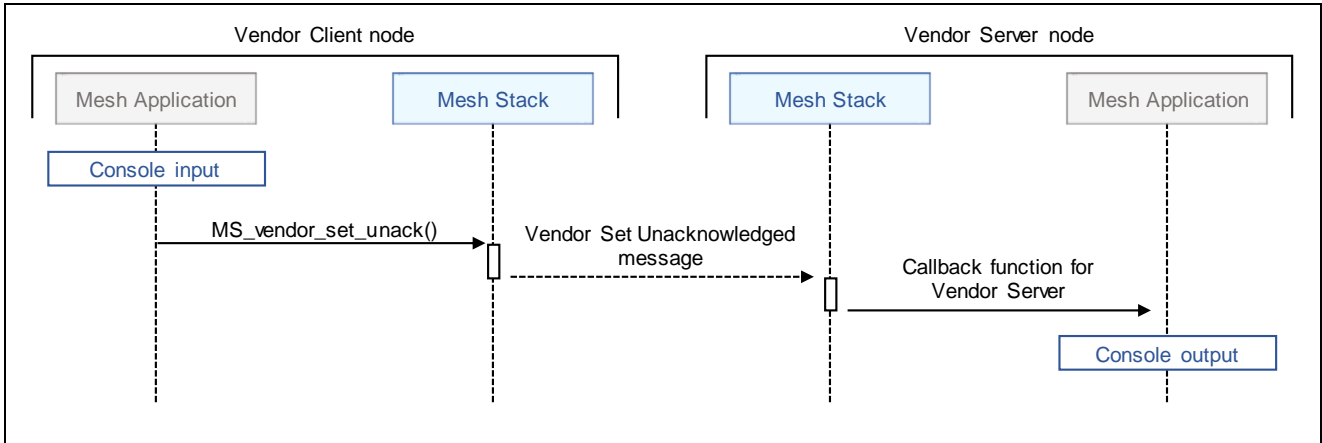 Vendor Client node
Vendor Server node
Mesh Application
Mesh Stack
Mesh Stack
Mesh Application
Console input
MS_vendor_set_unack()
Vendor Set Unacknowledged
message
Callback function for
Vendor Server
Console output